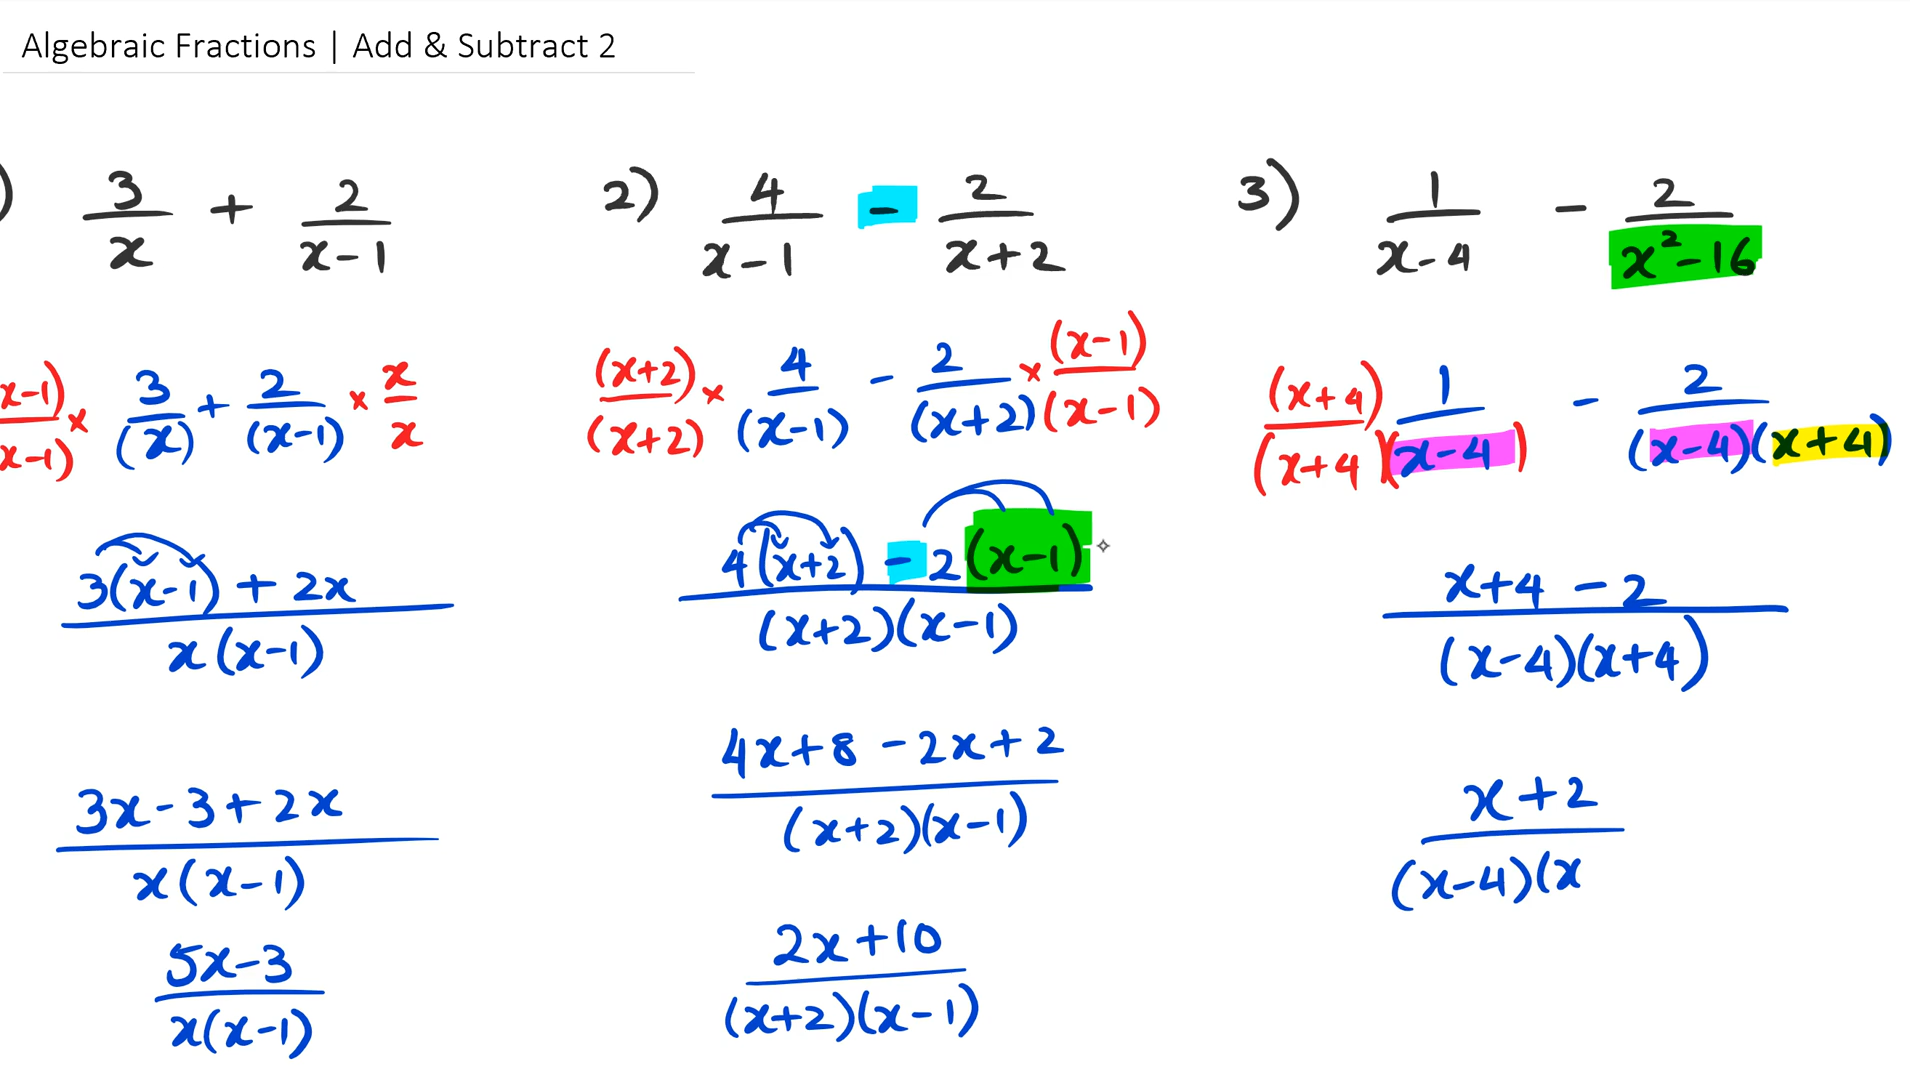 Algebraic Fractions | Add & Subtract 2
) 3/x + 2/(x-1)
x-1)/x-1) × 3/(x) + 2/(x-1) × x/x
(3(x-1) + 2x)/(x(x-1))
(3x-3+2x)/(x(x-1))
(5x-3)/(x(x-1))
2) 4/(x-1) - 2/(x+2)
(x+2)/(x+2) × 4/(x-1) - 2/(x+2) × (x-1)/(x-1)
(4(x+2) - 2(x-1))/((x+2)(x-1))
(4x+8-2x+2)/((x+2)(x-1))
(2x+10)/((x+2)(x-1))
3) 1/(x-4) - 2/(x²-16)
(x+4)/(x+4) 1/(x-4) - 2/((x-4)(x+4))
(x+4-2)/((x-4)(x+4))
(x+2)/((x-4)(x